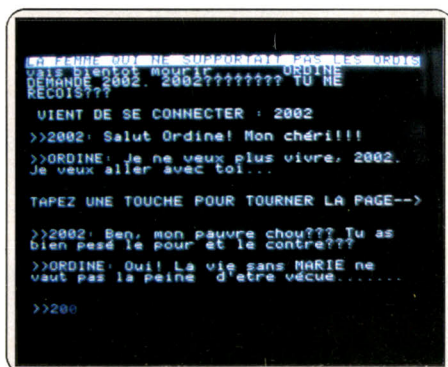 LA FEMME QUI NE SUPPORTAIT PAS LES ORDIS
vais bientot mourir ORDINE
DEMANDE 2002. 2002???????? TU ME
RECOIS???
VIENT DE SE CONNECTER : 2002
>>2002: Salut Ordine! Mon chéri!!!
>>ORDINE: Je ne veux plus vivre, 2002.
Je veux aller avec toi...
TAPEZ UNE TOUCHE POUR TOURNER LA PAGE-->
>>2002: Ben, mon pauvre chou??? Tu as
bien pesé le pour et le contre???
>>ORDINE: Oui! La vie sans MARIE ne
vaut pas la peine d'etre vécue.......
>>200